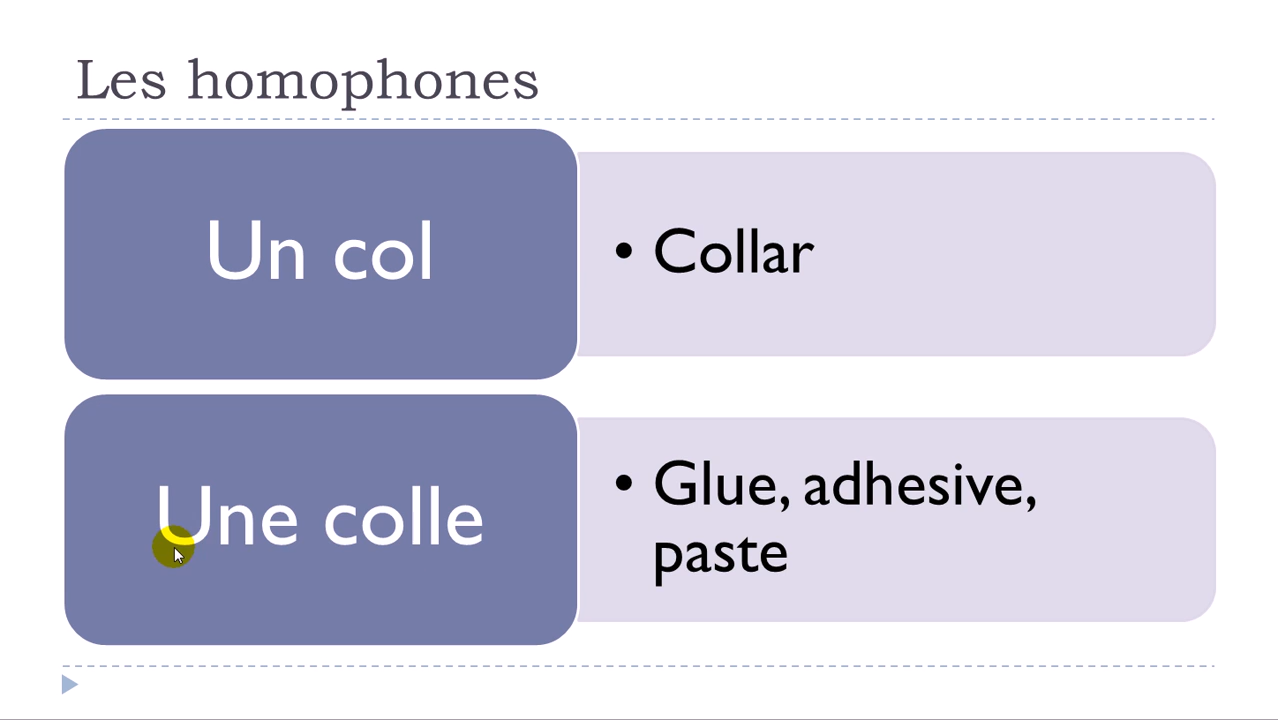 Les homophones
Un col
• Collar
Une colle
• Glue, adhesive,
paste